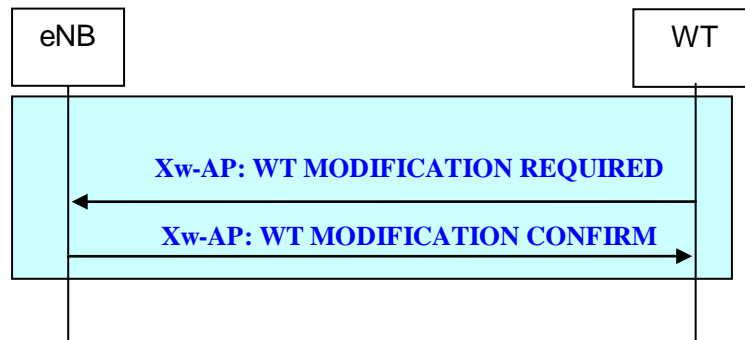 eNB
WT
Xw-AP: WT MODIFICATION REQUIRED
Xw-AP: WT MODIFICATION CONFIRM